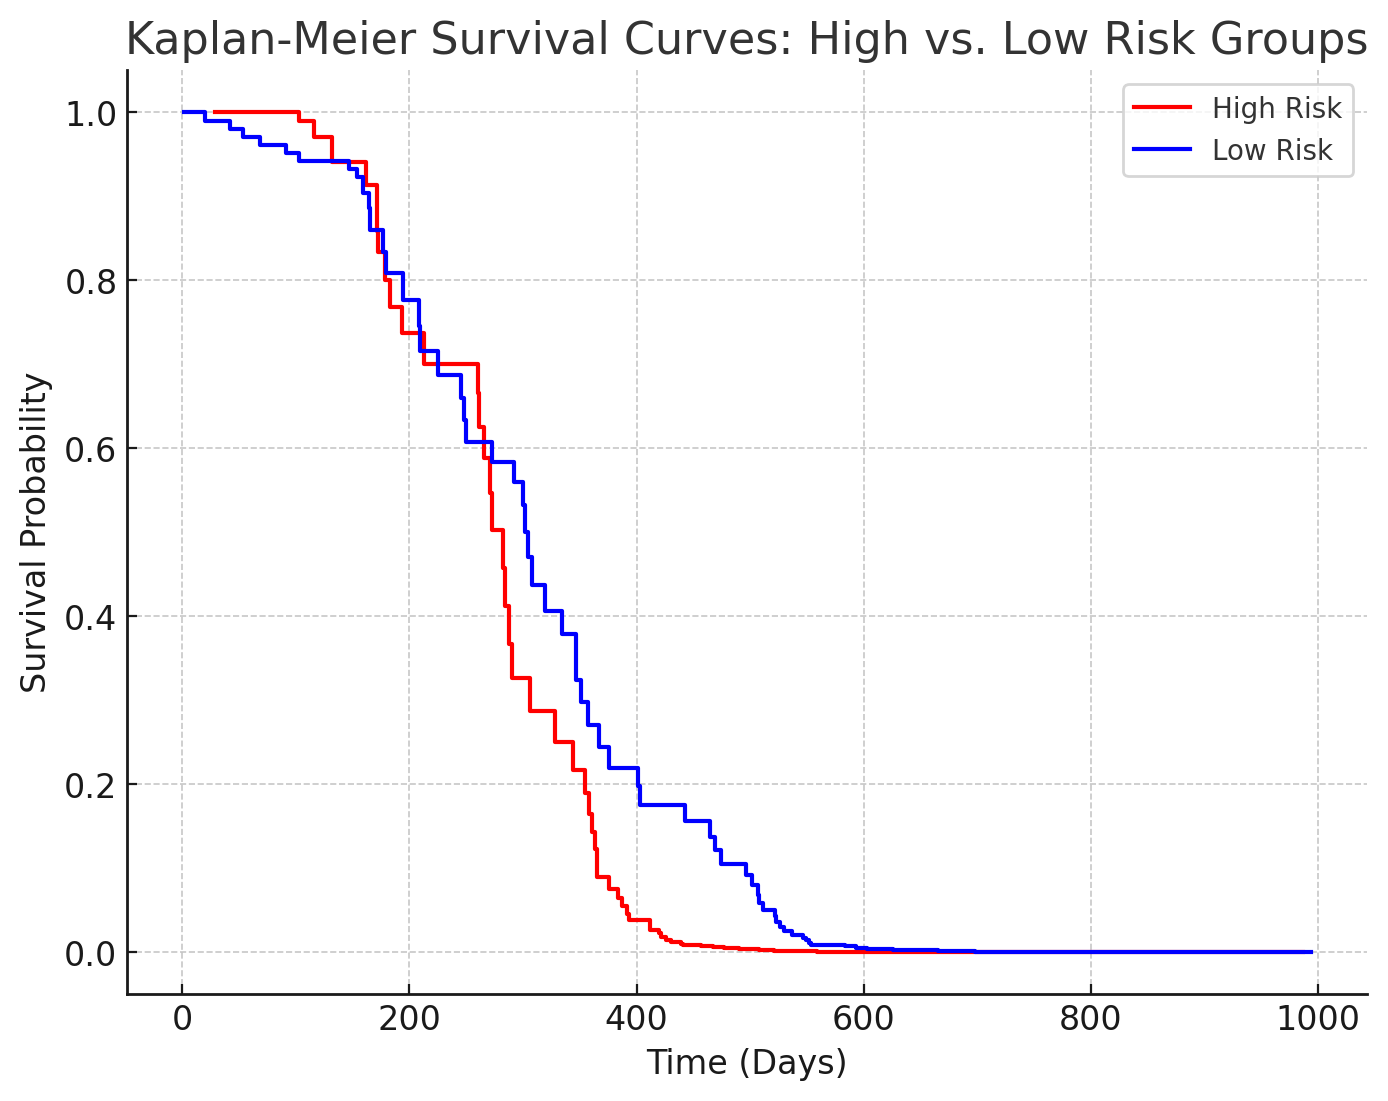 Kaplan-Meier Survival Curves: High vs. Low Risk Groups
High Risk
Low Risk
1.0
0.8
0.6
0.4
0.2
0.0
Survival Probability
0 200 400 600 800 1000
Time (Days)